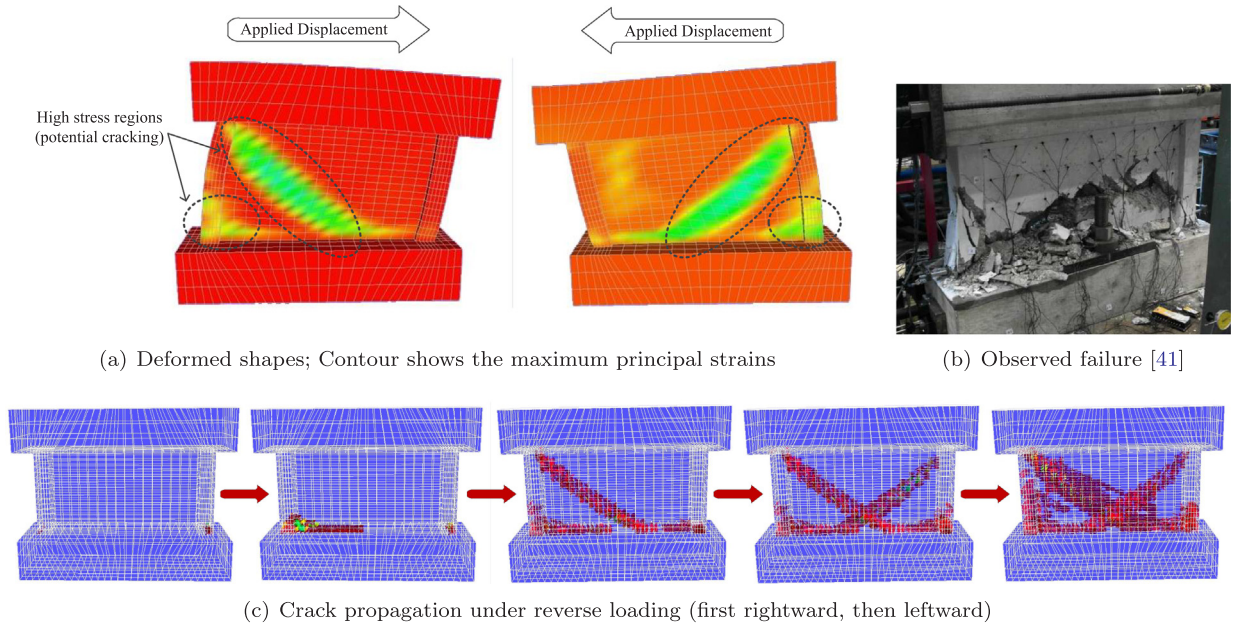 Applied Displacement
Applied Displacement
High stress regions
(potential cracking)
(a) Deformed shapes; Contour shows the maximum principal strains
(b) Observed failure [41]
(c) Crack propagation under reverse loading (first rightward, then leftward)